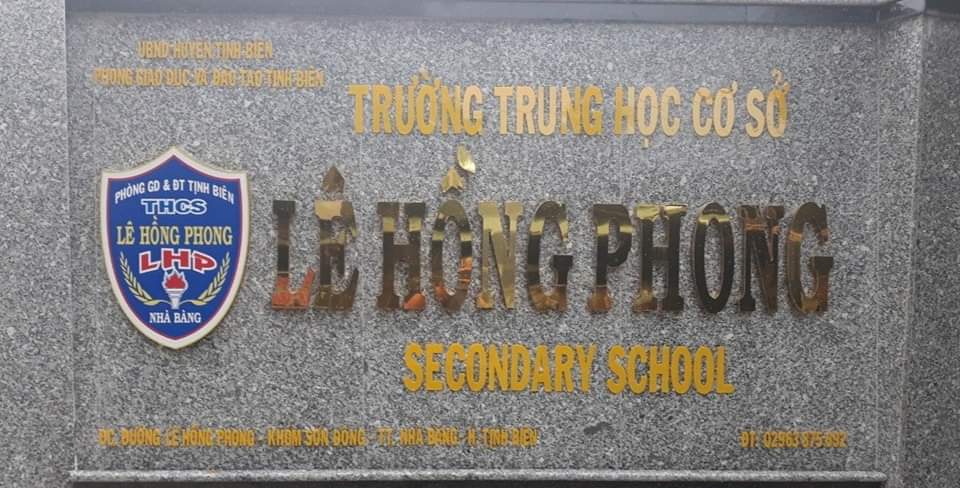 UBND HUYỆN TỊNH BIÊN
PHÒNG GIÁO DỤC VÀ ĐÀO TẠO TỊNH BIÊN
TRƯỜNG TRUNG HỌC CƠ SỞ
LÊ HỒNG PHONG
SECONDARY SCHOOL
PHÒNG GD & ĐT TỊNH BIÊN
THCS
LÊ HỒNG PHONG
LHP
NHÀ BÀNG
ĐC: ĐƯỜNG LÊ HỒNG PHONG - KHÓM SƠN ĐÔNG - TT. NHÀ BÀNG - H. TỊNH BIÊN
ĐT: 02963 875 892